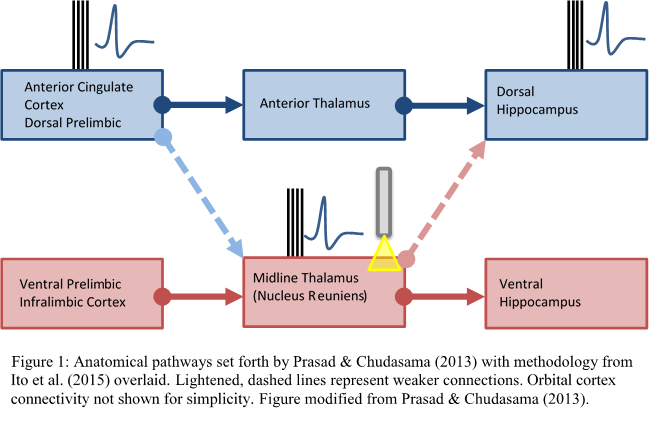 Anterior Cingulate
Cortex
Dorsal Prelimbic
Anterior Thalamus
Dorsal
Hippocampus
Ventral Prelimbic
Infralimbic Cortex
Midline Thalamus
(Nucleus Reuniens)
Ventral
Hippocampus
Figure 1: Anatomical pathways set forth by Prasad & Chudasama (2013) with methodology from
Ito et al. (2015) overlaid. Lightened, dashed lines represent weaker connections. Orbital cortex
connectivity not shown for simplicity. Figure modified from Prasad & Chudasama (2013).